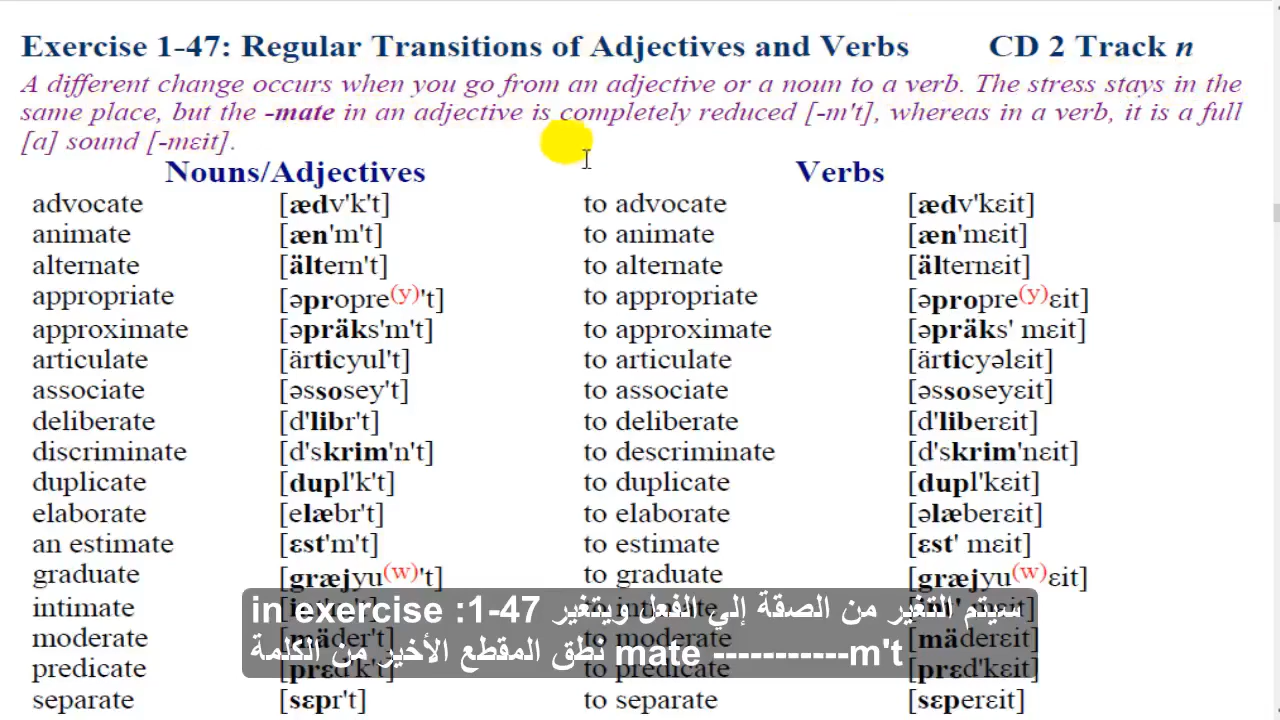 Exercise 1-47: Regular Transitions of Adjectives and Verbs CD 2 Track n
A different change occurs when you go from an adjective or a noun to a verb. The stress stays in the
same place, but the -mate in an adjective is completely reduced [-m't], whereas in a verb, it is a full
[a] sound [-mɛit].
Nouns/Adjectives Verbs
advocate [ædv'k't] to advocate [ædv'kɛit]
animate [æn'm't] to animate [æn'mɛit]
alternate [ältern't] to alternate [älternɛit]
appropriate [əpropre(y)'t] to appropriate [əpropre(y)ɛit]
approximate [əpräks'm't] to approximate [əpräks' mɛit]
articulate [ärticyul't] to articulate [ärticyəlɛit]
associate [əssosey't] to associate [əssoseyɛit]
deliberate [d'libr't] to deliberate [d'liberɛit]
discriminate [d'skrim'n't] to descriminate [d'skrim'nɛit]
duplicate [dupl'k't] to duplicate [dupl'kɛit]
elaborate [elæbr't] to elaborate [əlæberɛit]
an estimate [ɛst'm't] to estimate [ɛst' mɛit]
graduate [græjyu(w)'t] to graduate [græjyu(w)ɛit]
intimate to intimate
moderate [mäder't] to moderate [mäderɛit]
predicate [prɛd'k't] to predicate [prɛd'kɛit]
separate [sɛpr't] to separate [sɛperɛit]
in exercise :1-47 سيتم التغير من الصقة إلي الفعل ويتغير
نطق المقطع الأخير من الكلمة mate -----------m't